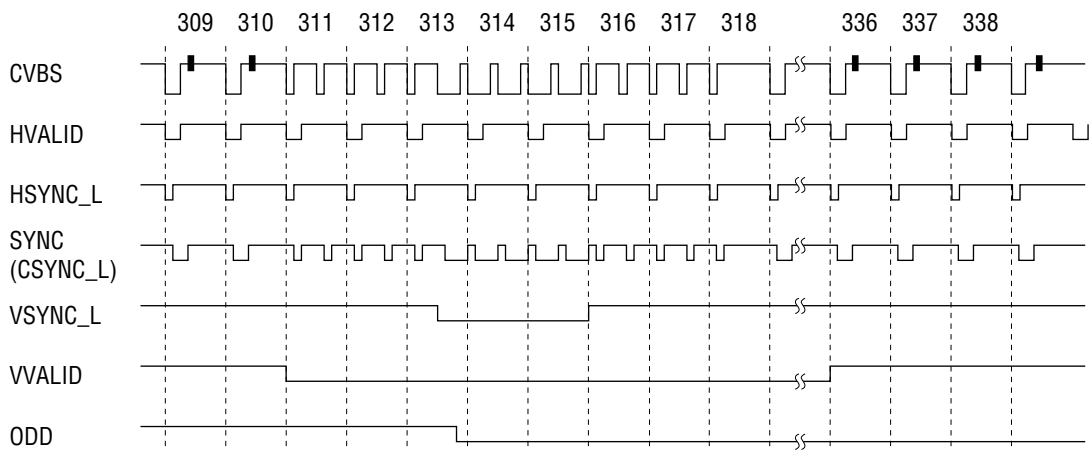 309 310 311 312 313 314 315 316 317 318 336 337 338
CVBS
HVALID
HSYNC_L
SYNC
(CSYNC_L)
VSYNC_L
VVALID
ODD